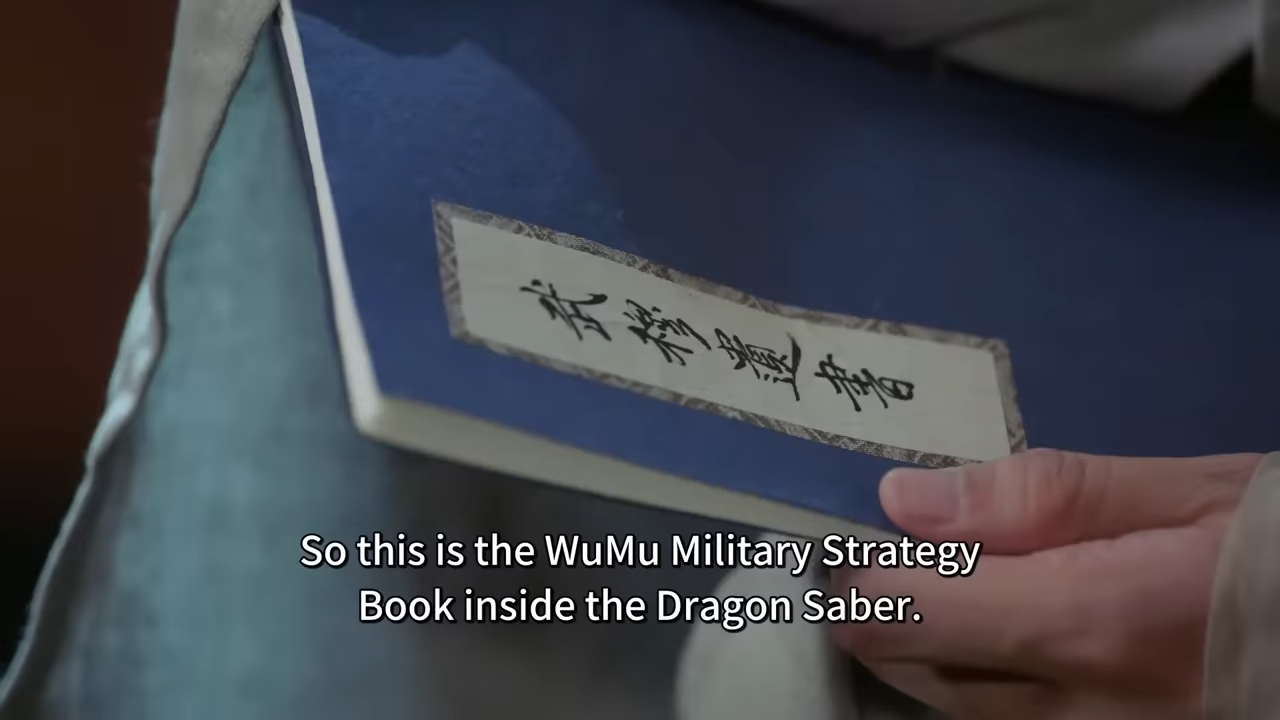 武穆遺書
So this is the WuMu Military Strategy
Book inside the Dragon Saber.